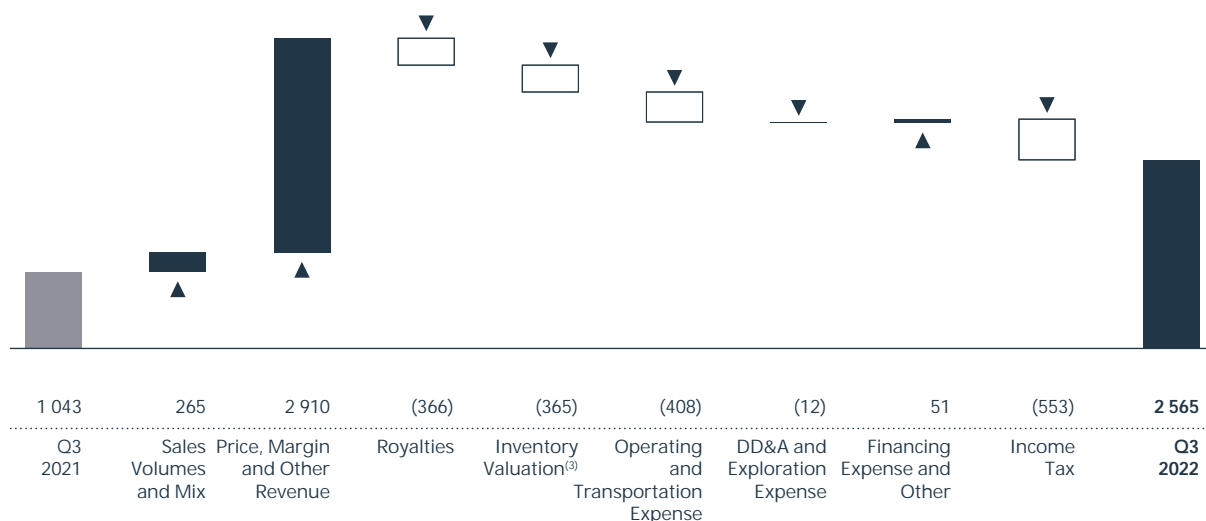 1 043 265 2 910 (366) (365) (408) (12) 51 (553) 2 565
Q3
2021
Sales
Volumes
and Mix
Price, Margin
and Other
Revenue
Royalties
Inventory
Valuation(3)
Operating
and
Transportation
Expense
DD&A and
Exploration
Expense
Financing
Expense and
Other
Income
Tax
Q3
2022